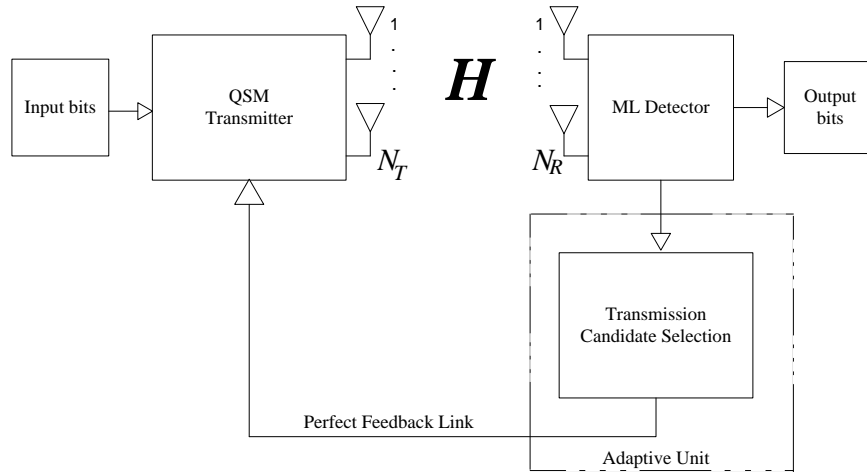 Input bits
QSM
Transmitter
1
.
.
.
.
N_T
H
1
.
.
.
.
N_R
ML Detector
Output
bits
Transmission
Candidate Selection
Perfect Feedback Link
Adaptive Unit